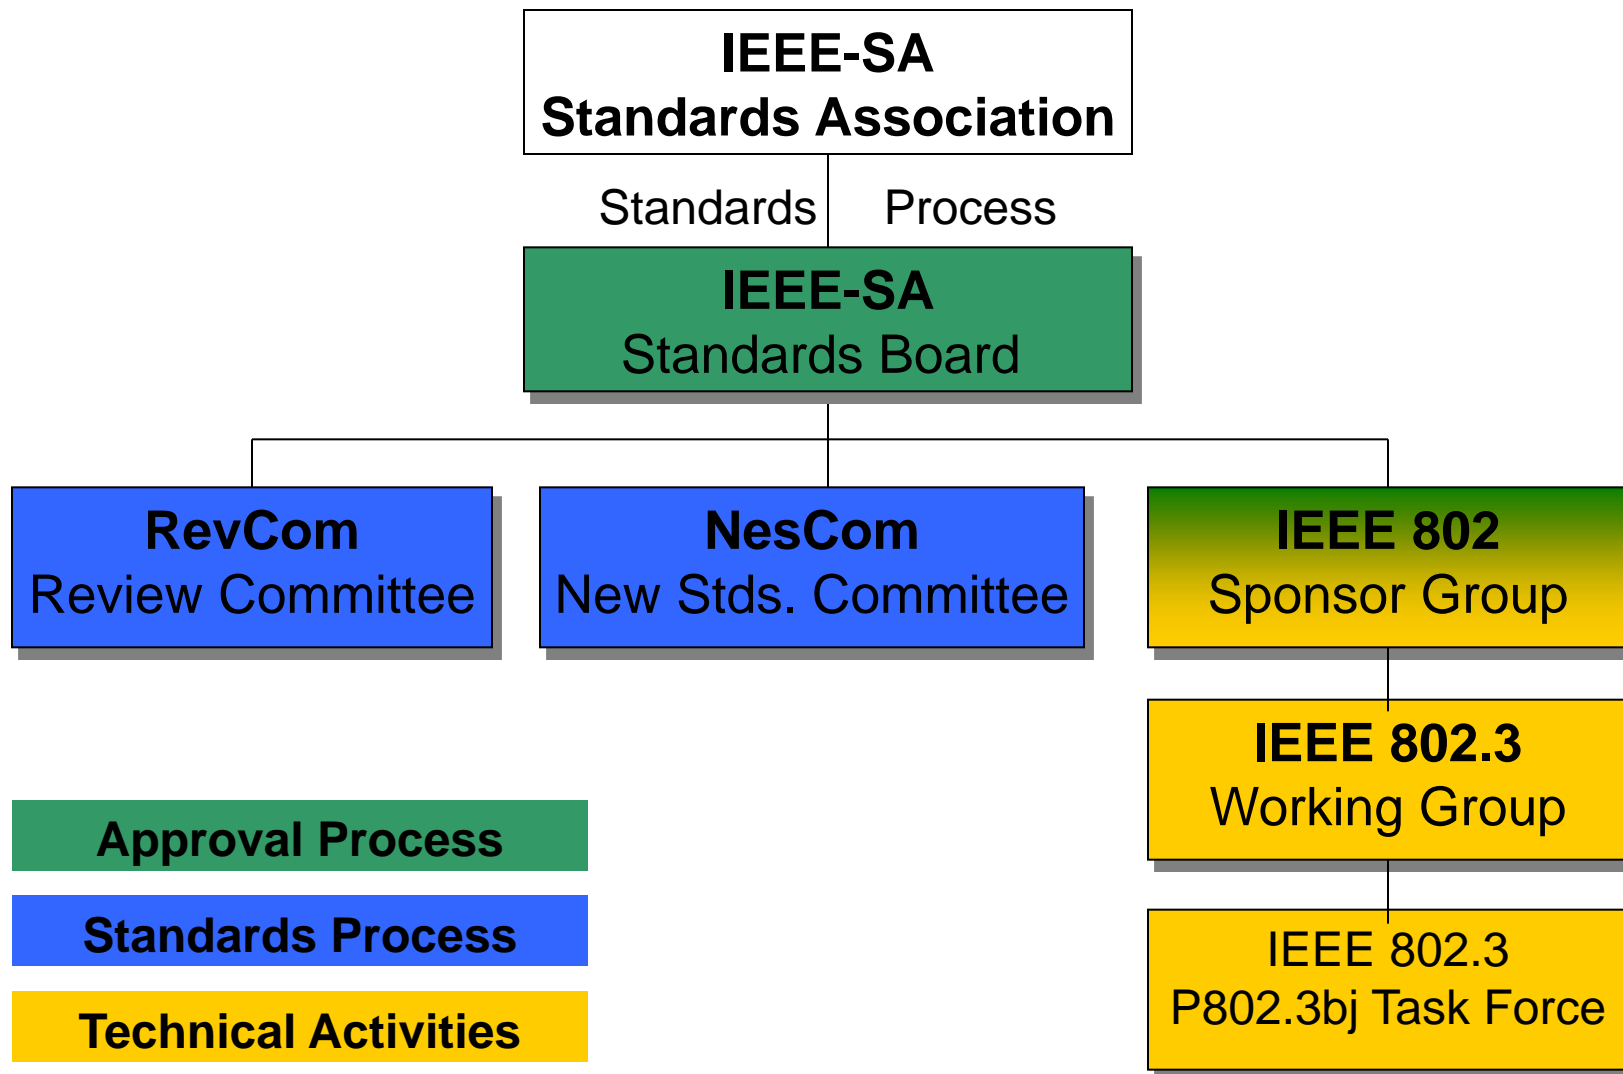 IEEE-SA
Standards Association
Standards Process
IEEE-SA
Standards Board
RevCom
Review Committee
NesCom
New Stds. Committee
IEEE 802
Sponsor Group
IEEE 802.3
Working Group
IEEE 802.3
P802.3bj Task Force
Approval Process
Standards Process
Technical Activities